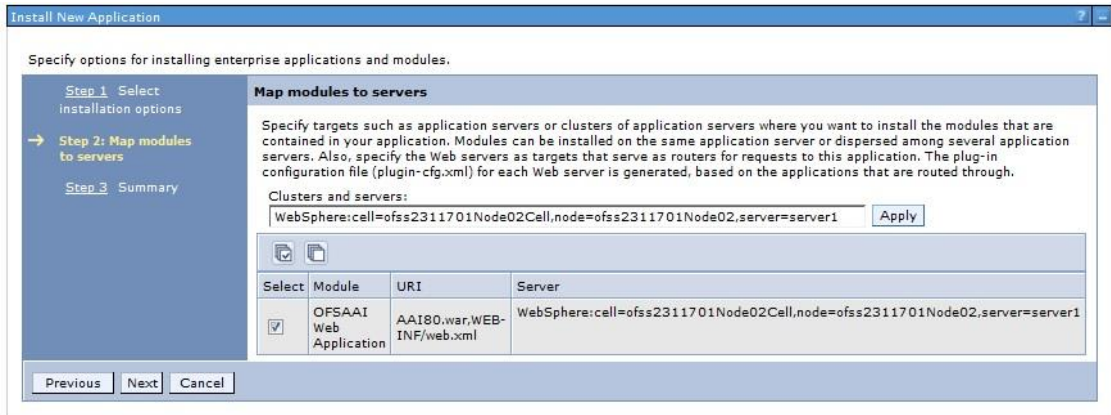 Install New Application
?
Specify options for installing enterprise applications and modules.
Step 1 Select
installation options
Step 2: Map modules
to servers
Step 3 Summary
Map modules to servers
Specify targets such as application servers or clusters of application servers where you want to install the modules that are
contained in your application. Modules can be installed on the same application server or dispersed among several application
servers. Also, specify the Web servers as targets that serve as routers for requests to this application. The plug-in
configuration file (plugin-cfg.xml) for each Web server is generated, based on the applications that are routed through.
Clusters and servers:
WebSphere:cell=ofss2311701Node02Cell,node=ofss2311701Node02,server=server1
Apply
Select Module URI Server
OFSAAI
Web
Application
AAI80.war,WEB-
INF/web.xml
WebSphere:cell=ofss2311701Node02Cell,node=ofss2311701Node02,server=server1
Previous Next Cancel